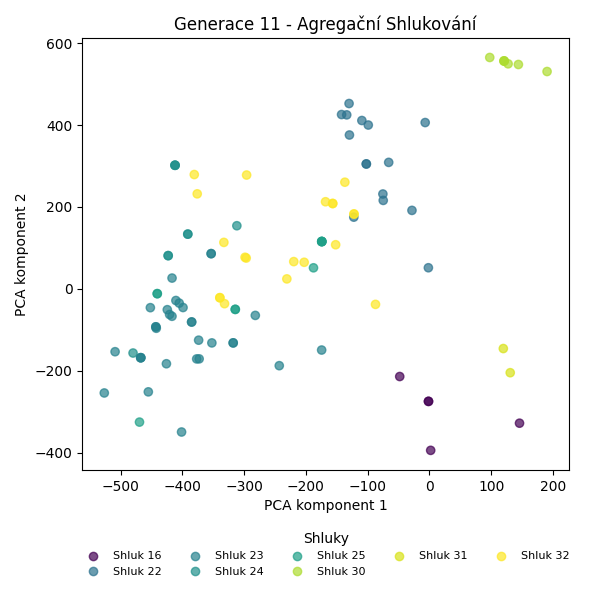 Generace 11 - Agregační Shlukování
600
400
200
0
−200
−400
PCA komponent 2
−500 −400 −300 −200 −100 0 100 200
PCA komponent 1
Shluky
Shluk 16 Shluk 23 Shluk 25 Shluk 31 Shluk 32
Shluk 22 Shluk 24 Shluk 30